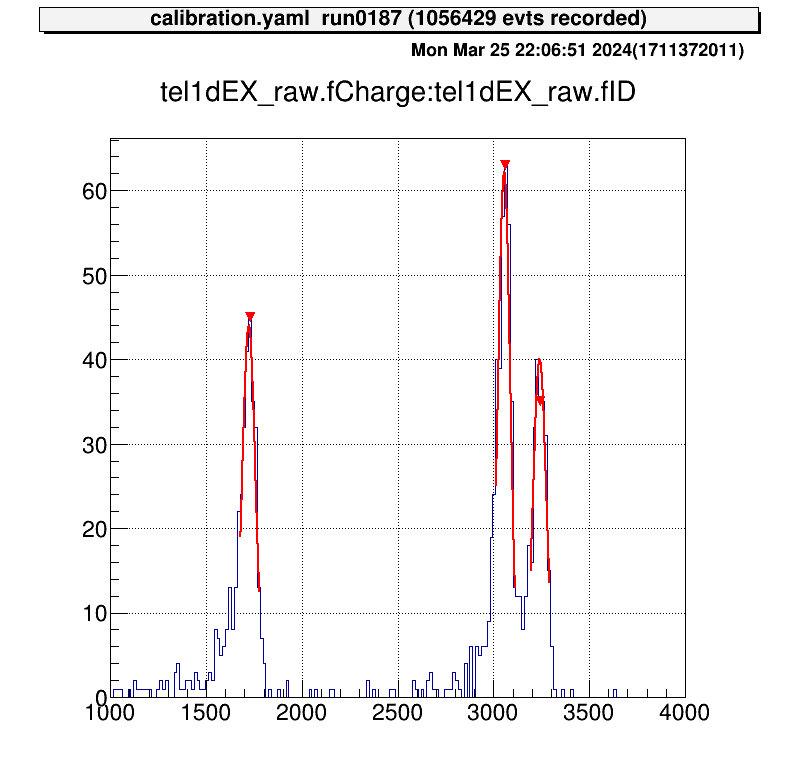 calibration.yaml run0187 (1056429 evts recorded)
Mon Mar 25 22:06:51 2024(1711372011)
tel1dEX_raw.fCharge:tel1dEX_raw.fID
60
50
40
30
20
10
0
1000 1500 2000 2500 3000 3500 4000